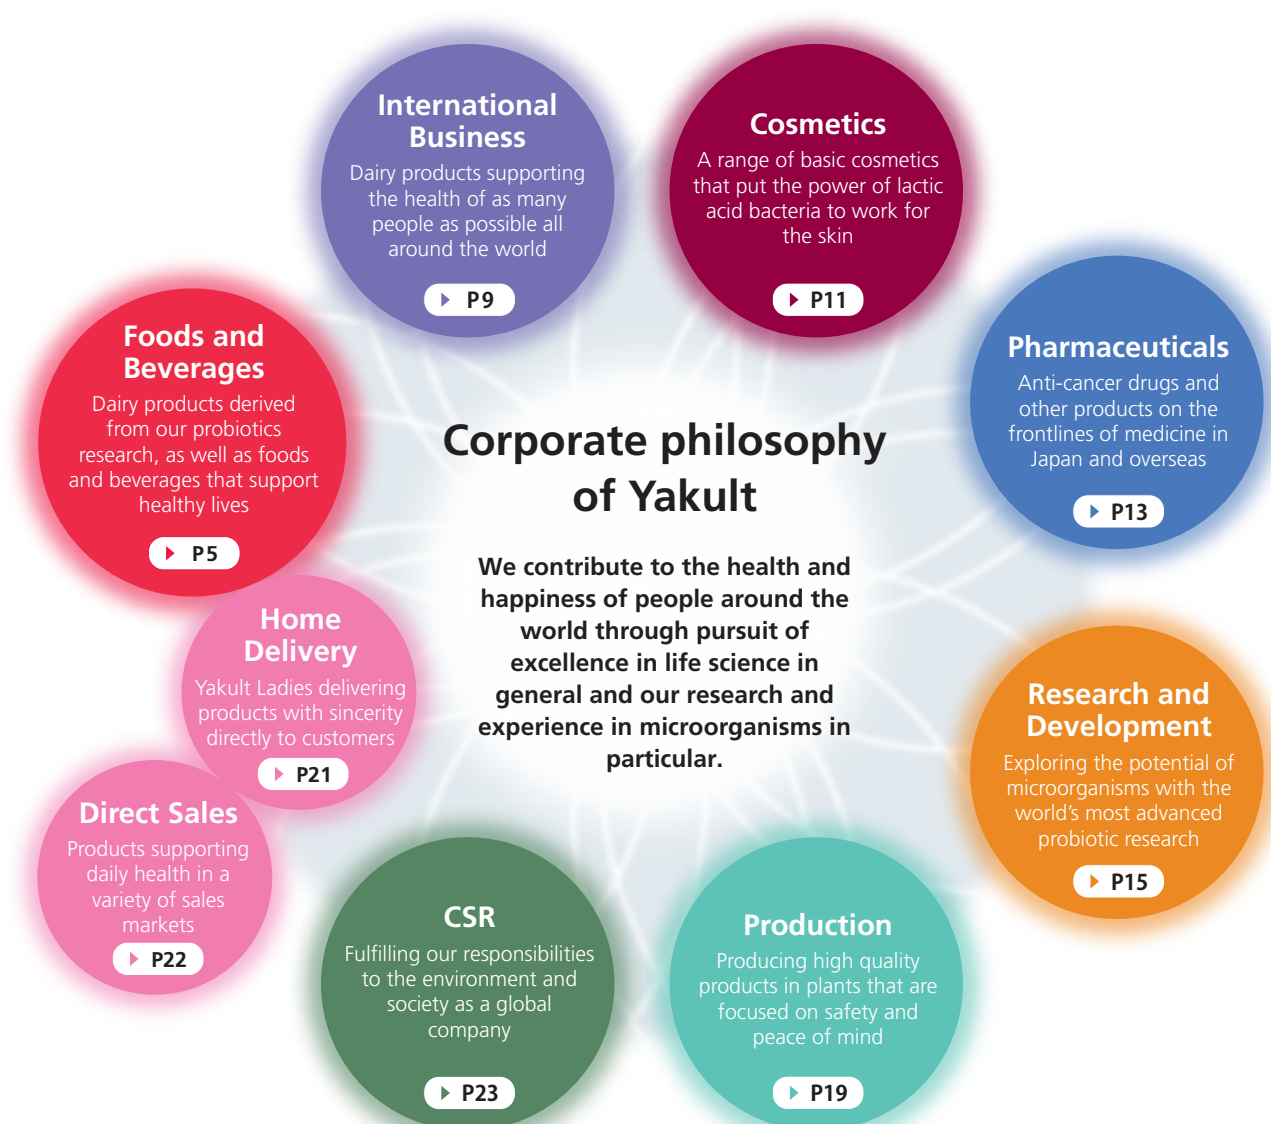 International
Business
Dairy products supporting
the health of as many
people as possible all
around the world
P9
Cosmetics
A range of basic cosmetics
that put the power of lactic
acid bacteria to work for
the skin
P11
Foods and
Beverages
Dairy products derived
from our probiotics
research, as well as foods
and beverages that support
healthy lives
P5
Pharmaceuticals
Anti-cancer drugs and
other products on the
frontlines of medicine in
Japan and overseas
P13
Corporate philosophy
of Yakult
We contribute to the health and
happiness of people around the
world through pursuit of
excellence in life science in
general and our research and
experience in microorganisms in
particular.
Home
Delivery
Yakult Ladies delivering
products with sincerity
directly to customers
P21
Research and
Development
Exploring the potential of
microorganisms with the
world's most advanced
probiotic research
P15
Direct Sales
Products supporting
daily health in a
variety of sales
markets
P22
CSR
Fulfilling our responsibilities
to the environment and
society as a global
company
P23
Production
Producing high quality
products in plants that are
focused on safety and
peace of mind
P19